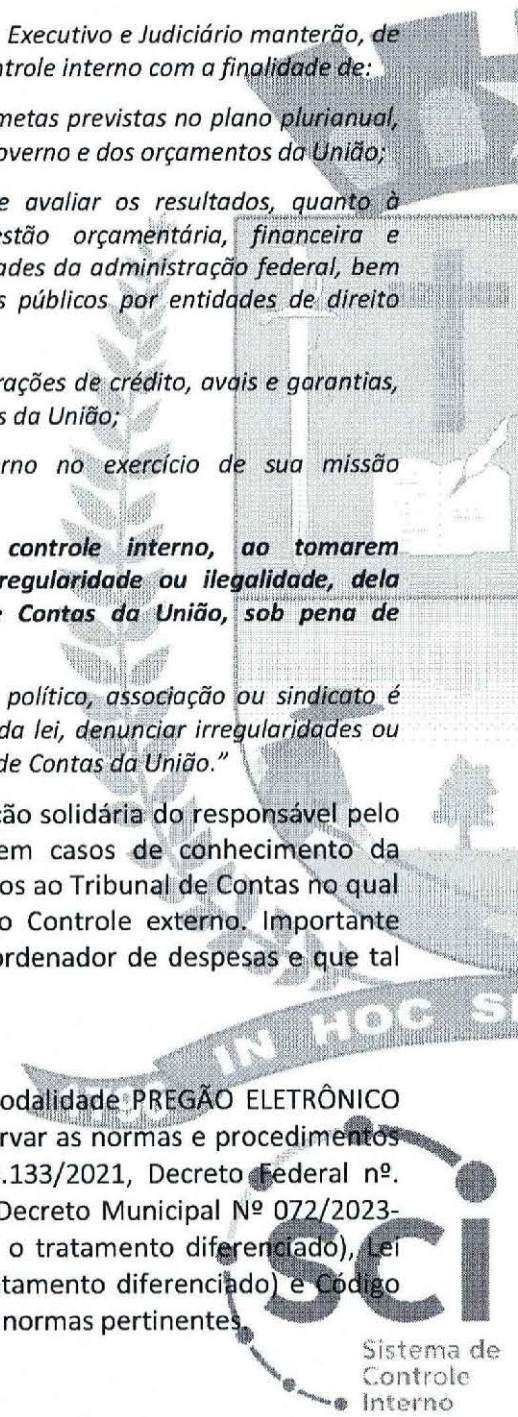 Executivo e Judiciário manterão, de
ntrole interno com a finalidade de:
metas previstas no plano plurianual,
overno e dos orçamentos da União;
e avaliar os resultados, quanto à
estão orçamentária, financeira e
ades da administração federal, bem
s públicos por entidades de direito
rações de crédito, avais e garantias,
s da União;
rno no exercício de sua missão
controle interno, ao tomarem
rregularidade ou ilegalidade, dela
e Contas da União, sob pena de
político, associação ou sindicato é
da lei, denunciar irregularidades ou
de Contas da União.”
ção solidária do responsável pelo
em casos de conhecimento da
os ao Tribunal de Contas no qual
o Controle externo. Importante
ordenador de despesas e que tal
IN HOC SI
odalidade PREGÃO ELETRÔNICO
rvar as normas e procedimentos
.133/2021, Decreto Federal nº.
Decreto Municipal Nº 072/2023-
o tratamento diferenciado), Lei
atamento diferenciado) e Código
normas pertinentes.
SCI
Sistema de
Controle
Interno